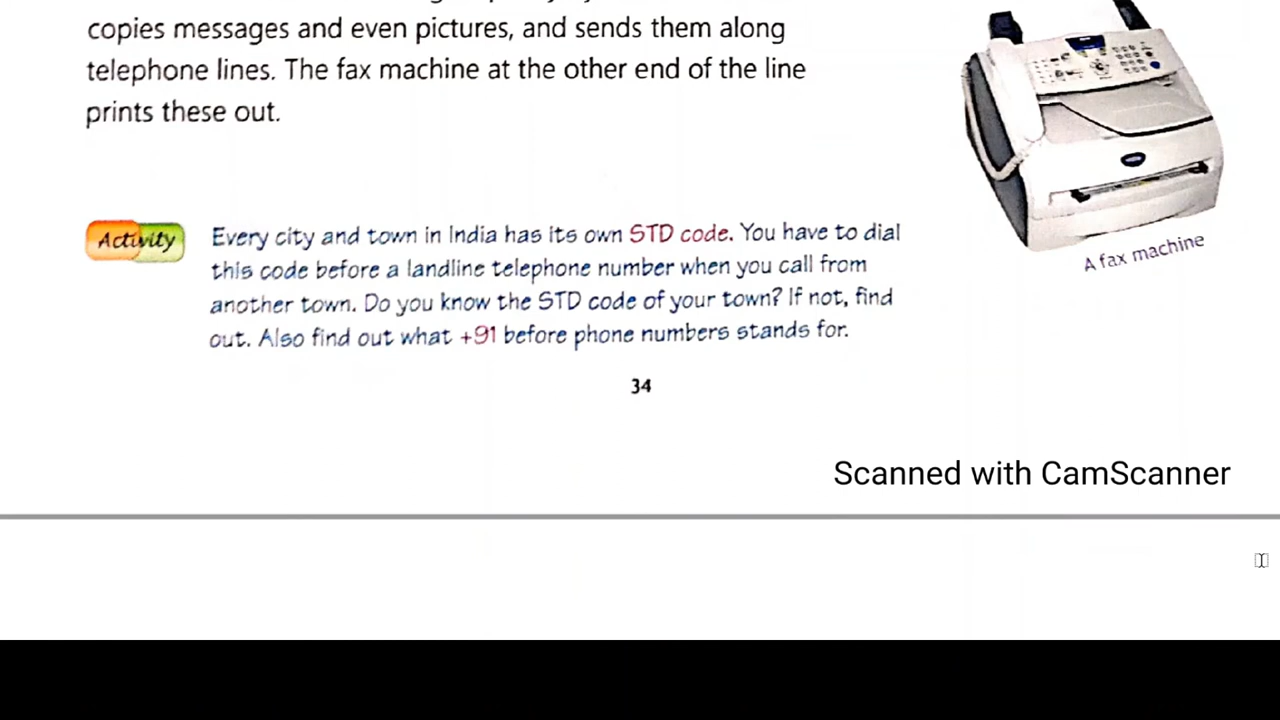 copies messages and even pictures, and sends them along
telephone lines. The fax machine at the other end of the line
prints these out.
A fax machine
Activity
Every city and town in India has its own STD code. You have to dial
this code before a landline telephone number when you call from
another town. Do you know the STD code of your town? If not, find
out. Also find out what +91 before phone numbers stands for.
34
Scanned with CamScanner